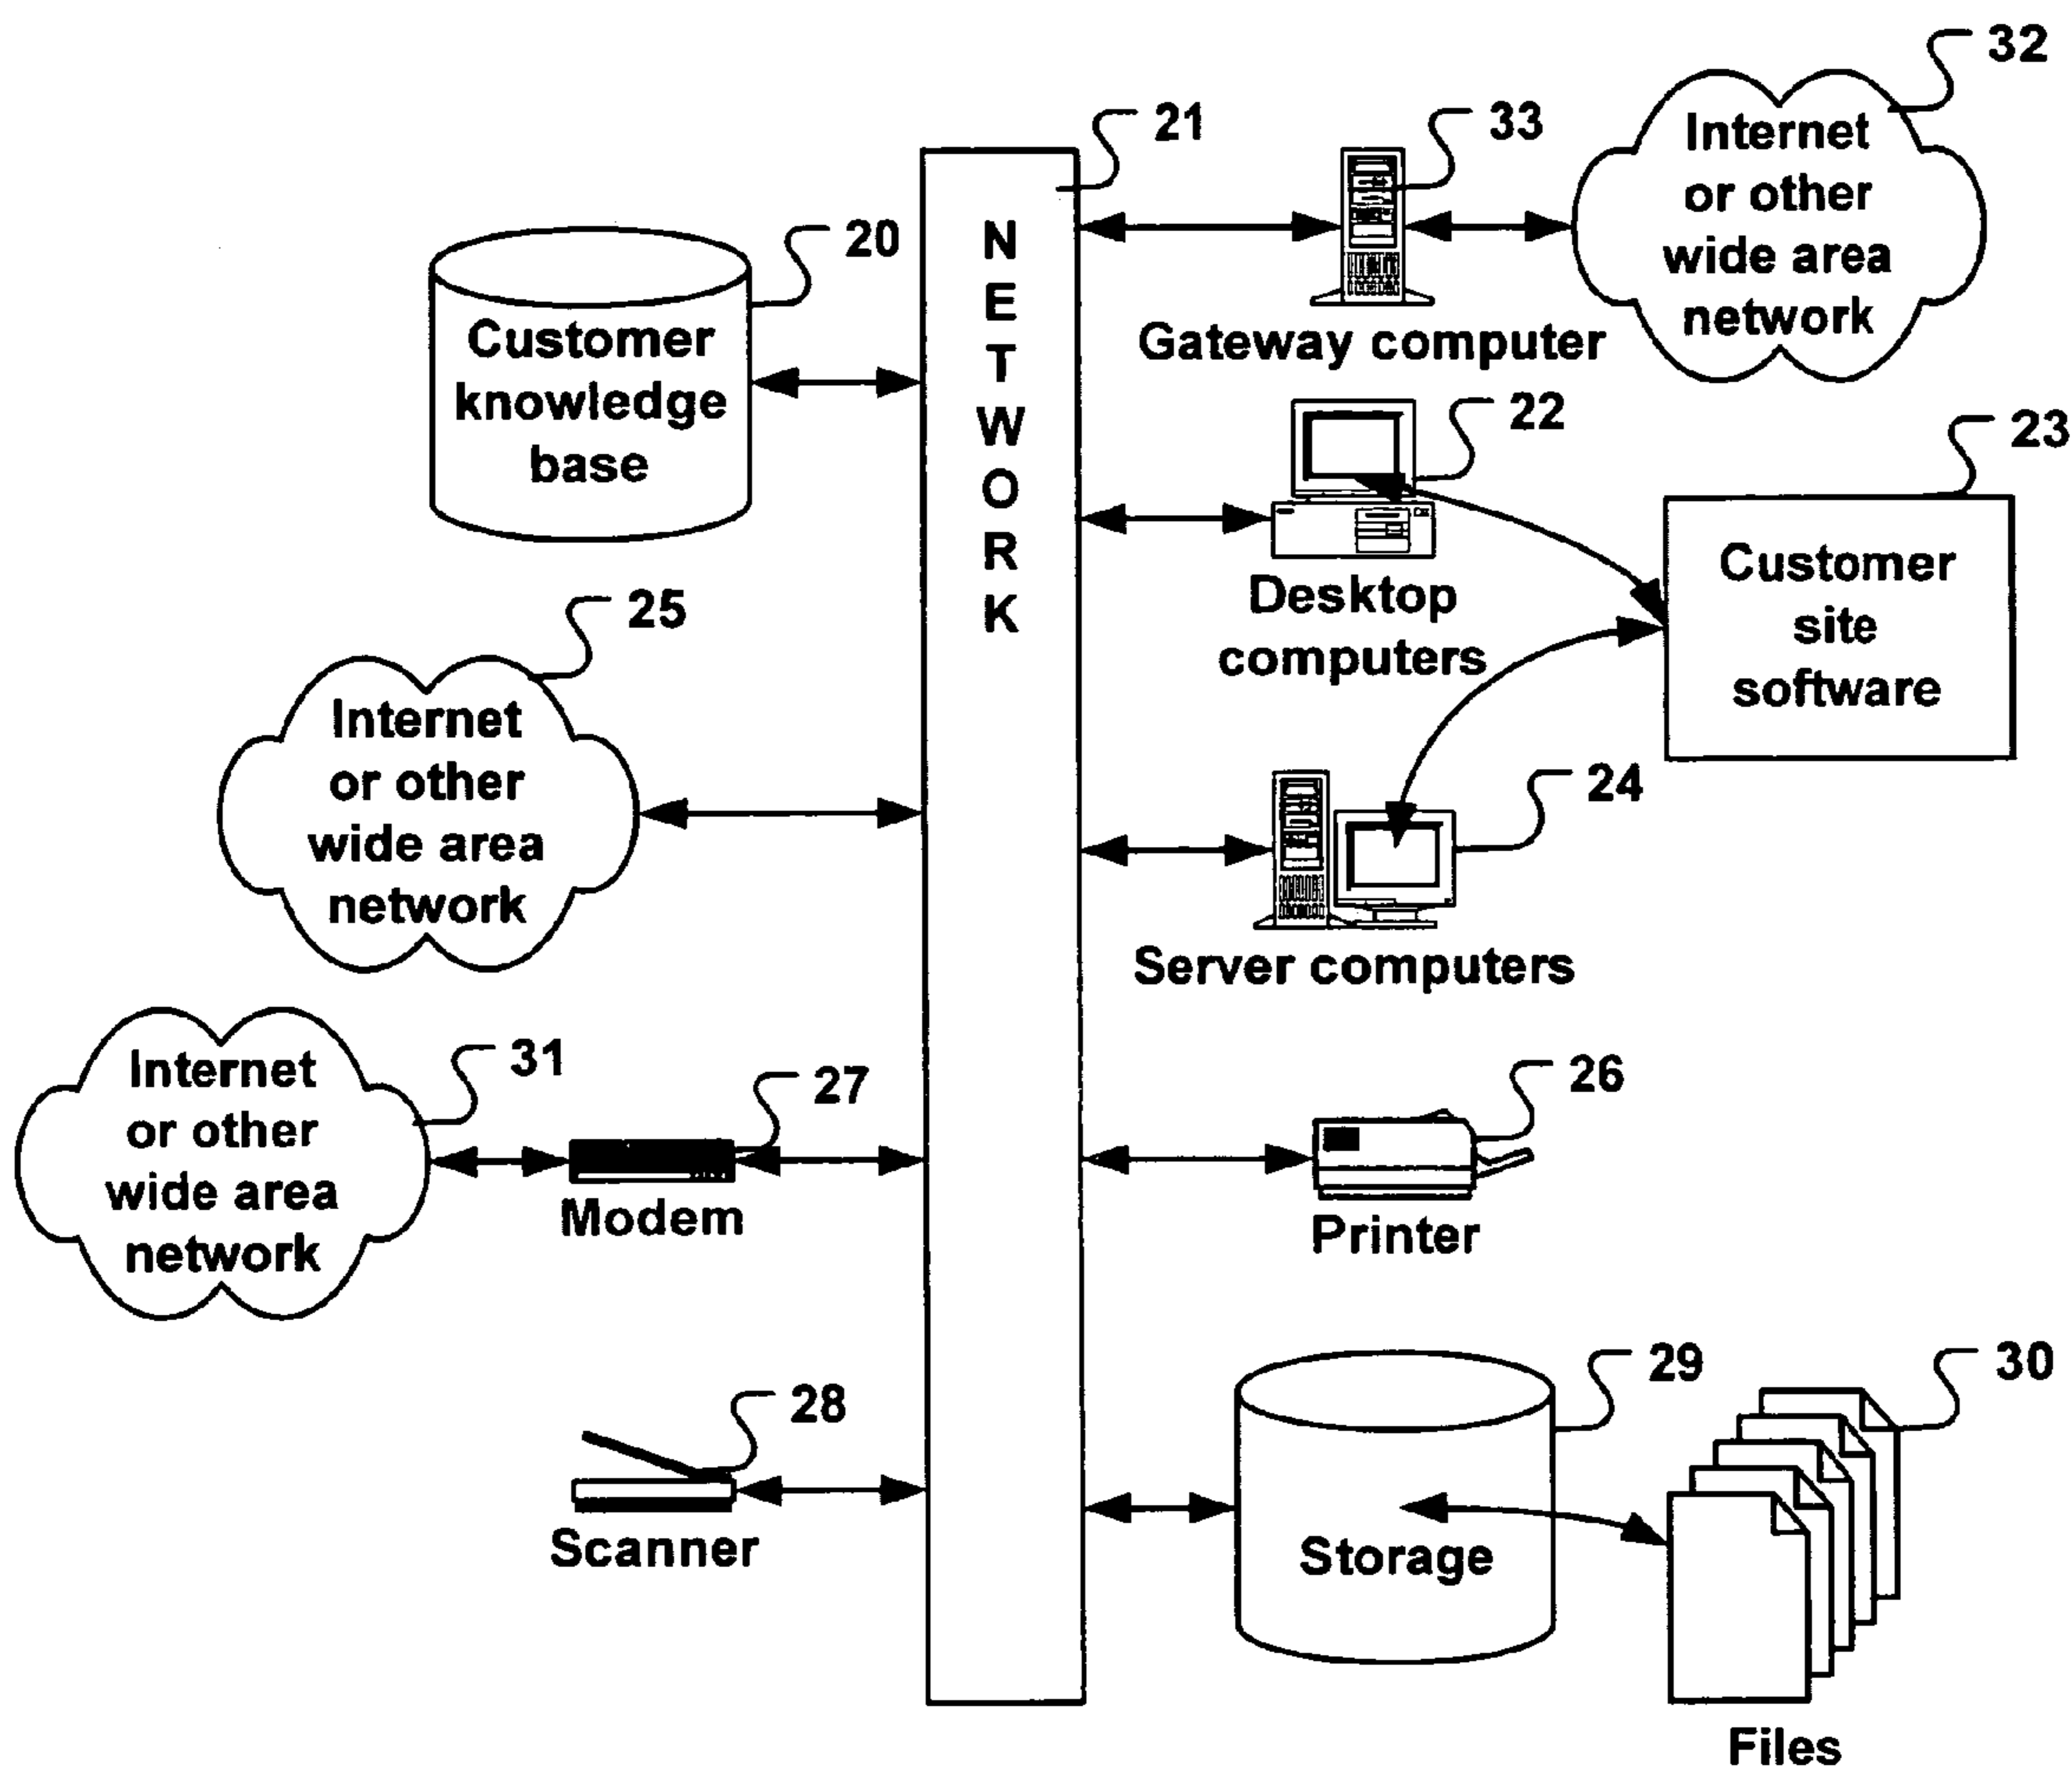 32
Internet
or other
wide area
network
21
33
Gateway computer
20
Customer
knowledge
base
NETWORK
22
Desktop
computers
23
Customer
site
software
25
Internet
or other
wide area
network
24
Server computers
31
Internet
or other
wide area
network
27
Modem
26
Printer
28
Scanner
29
Storage
30
Files